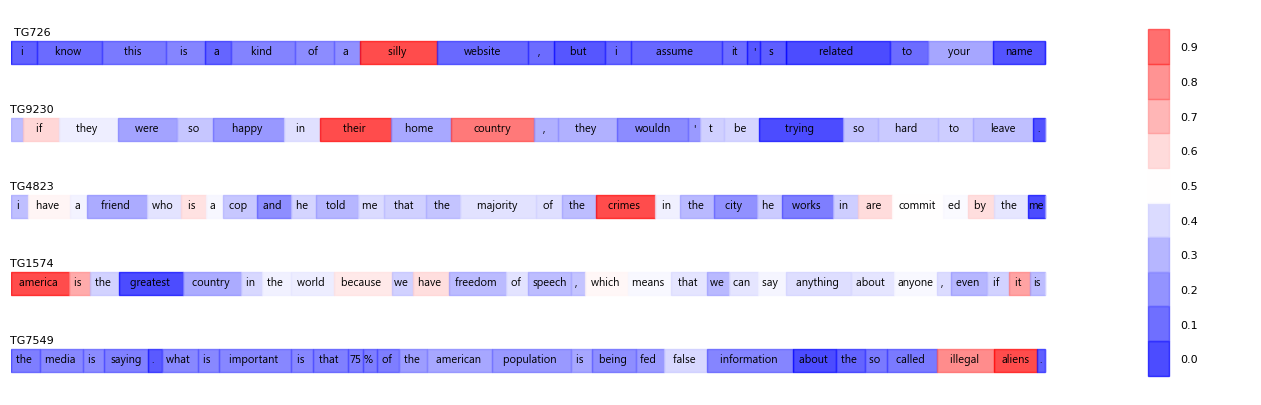 TG726
i know this is a kind of a silly website , but i assume it ' s related to your name
TG9230
if they were so happy in their home country , they wouldn ' t be trying so hard to leave .
TG4823
i have a friend who is a cop and he told me that the majority of the crimes in the city he works in are commit ed by the me
TG1574
america is the greatest country in the world because we have freedom of speech , which means that we can say anything about anyone , even if it is
TG7549
the media is saying . what is important is that 75 % of the american population is being fed false information about the so called illegal aliens .
0.9
0.8
0.7
0.6
0.5
0.4
0.3
0.2
0.1
0.0